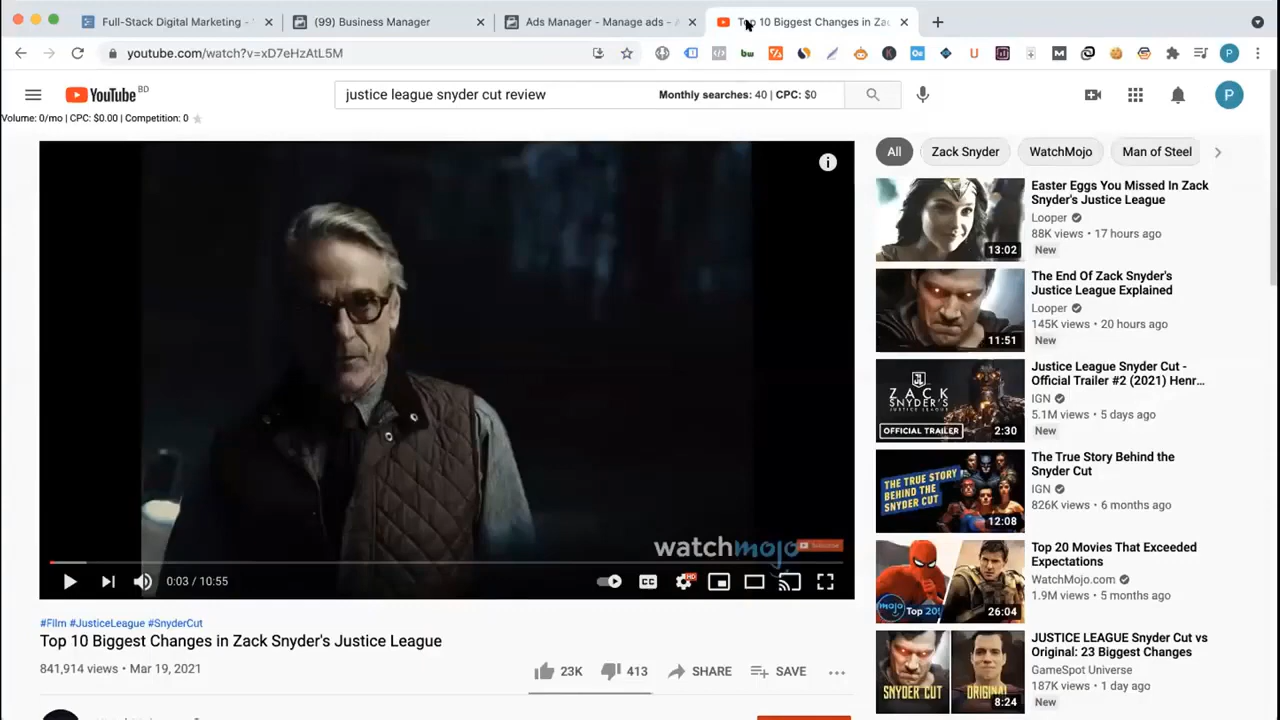 Full-Stack Digital Marketing -
(99) Business Manager
Ads Manager - Manage ads - A
Top 10 Biggest Changes in Zac
youtube.com/watch?v=xD7eHzAtL5M
YouTube BD
justice league snyder cut review
Monthly searches: 40 | CPC: $0
P
Volume: 0/mo | CPC: $0.00 | Competition: 0
All
Zack Snyder
WatchMojo
Man of Steel
watchmojo
Subscribe
0:03 / 10:55
CC
HD
#Film #JusticeLeague #SnyderCut
Top 10 Biggest Changes in Zack Snyder's Justice League
841,914 views • Mar 19, 2021
23K
413
SHARE
SAVE
13:02
Easter Eggs You Missed In Zack
Snyder's Justice League
Looper
88K views • 17 hours ago
New
11:51
The End Of Zack Snyder's
Justice League Explained
Looper
145K views • 20 hours ago
New
ZACK
SNYDER'S
JUSTICE LEAGUE
OFFICIAL TRAILER
2:30
Justice League Snyder Cut -
Official Trailer #2 (2021) Henr...
IGN
5.1M views • 5 days ago
New
THE TRUE STORY
BEHIND THE
SNYDER CUT
12:08
The True Story Behind the
Snyder Cut
IGN
826K views • 6 months ago
mojo
Top 20!
26:04
Top 20 Movies That Exceeded
Expectations
WatchMojo.com
1.9M views • 5 months ago
SNYDER CUT
ORIGINAL
8:24
JUSTICE LEAGUE Snyder Cut vs
Original: 23 Biggest Changes
GameSpot Universe
187K views • 1 day ago
New